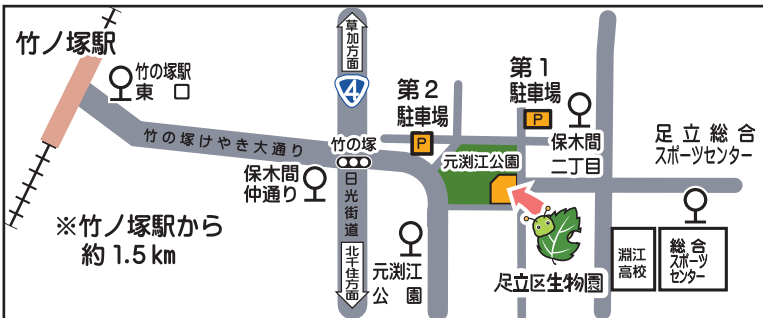 竹ノ塚駅
竹の塚駅
東　口
草加方面
4
第2
駐車場
P
第1
駐車場
P
保木間
二丁目
足立総合
スポーツセンター
竹の塚けやき大通り
竹の塚
元渕江公園
保木間
仲通り
日光街道
北千住方面
※竹ノ塚駅から
約1.5km
元渕江
公　園
足立区生物園
淵江
高校
総合
スポーツ
センター